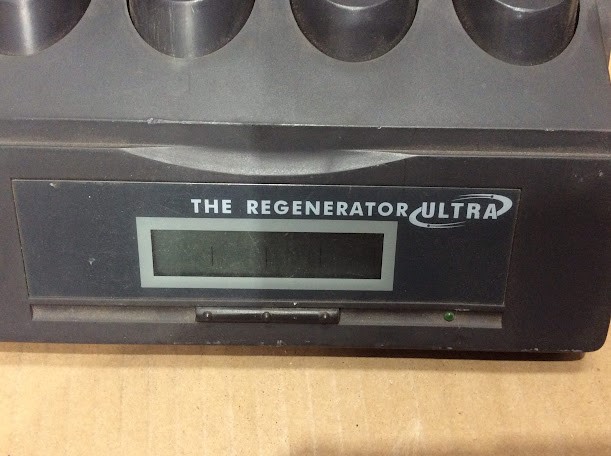 THE REGENERATOR ULTRA